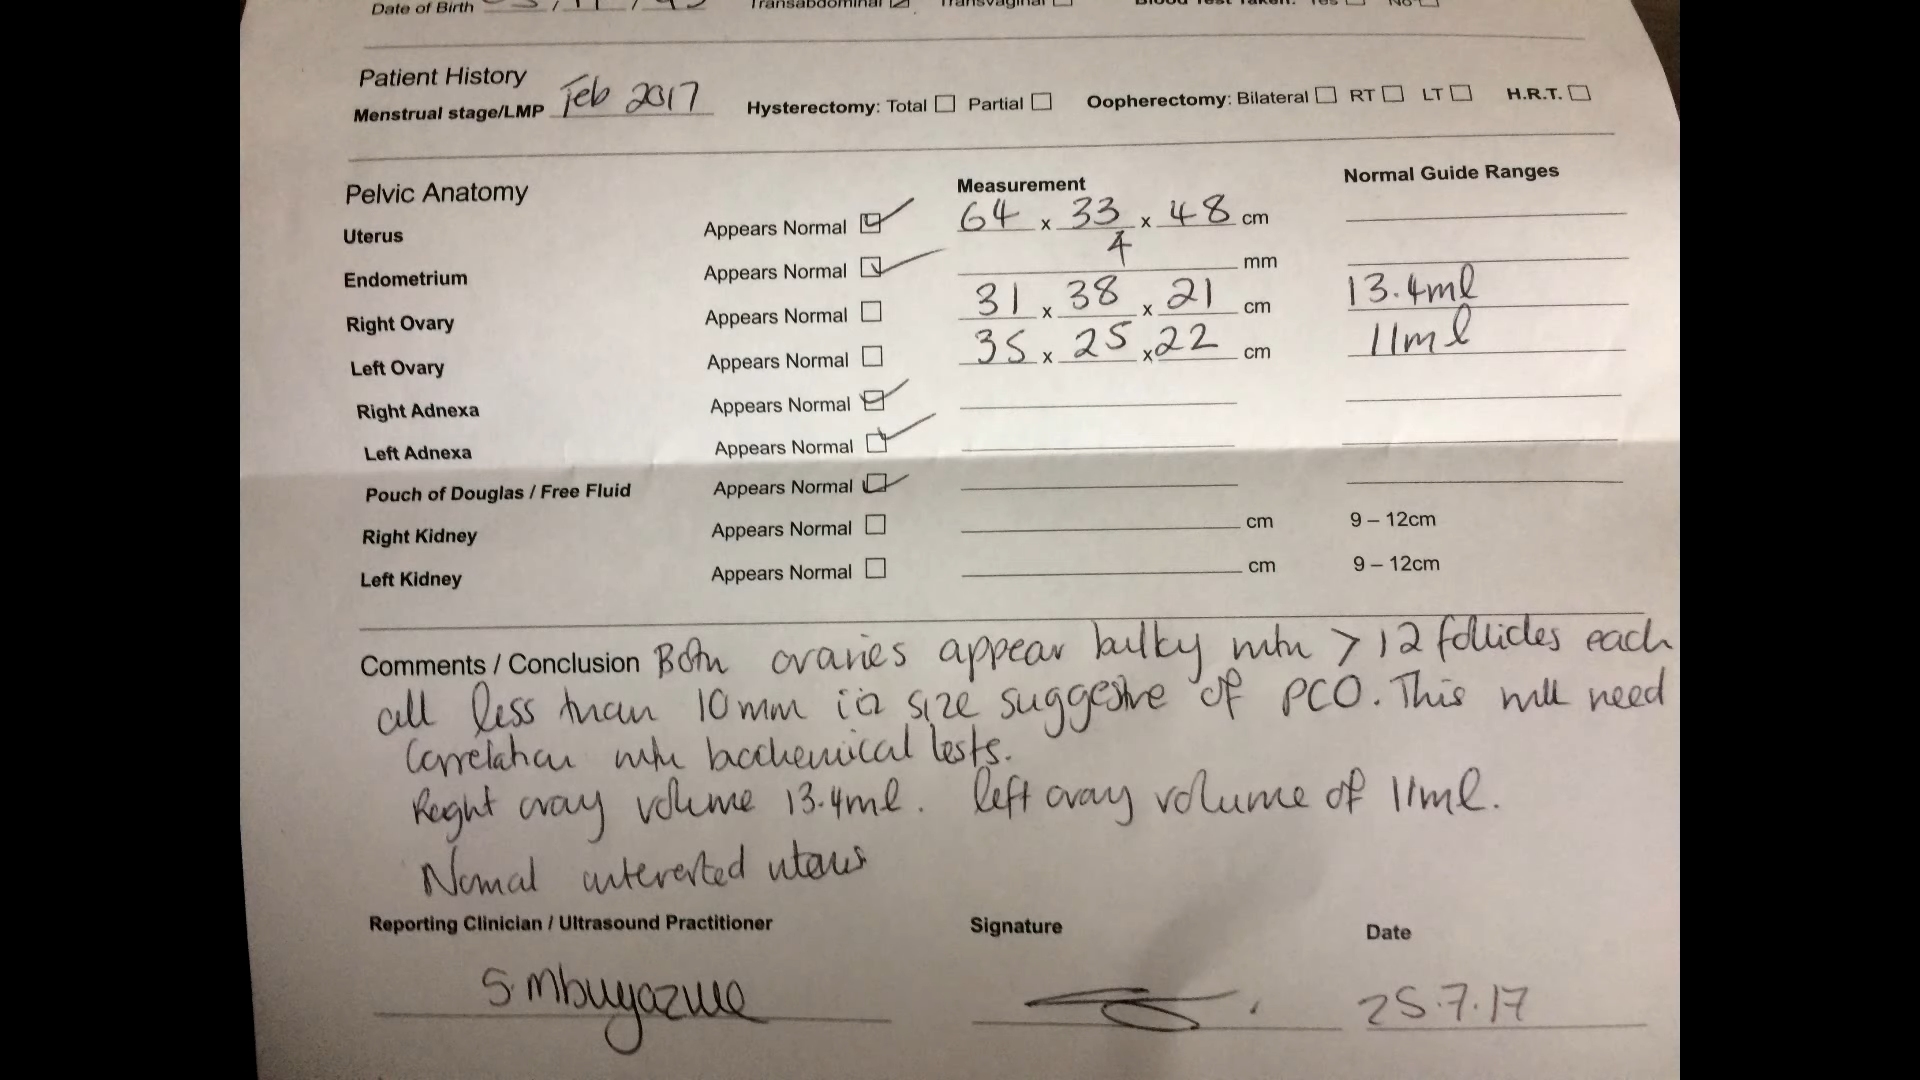 Date of Birth Transabdominal Transvaginal Blood Test Taken: Yes No
Patient History
Menstrual stage/LMP Feb 2017 Hysterectomy: Total Partial Oopherectomy: Bilateral RT LT H.R.T.
Pelvic Anatomy Measurement Normal Guide Ranges
Uterus Appears Normal 64 x 33 x 48 cm
Endometrium Appears Normal 4 mm
Right Ovary Appears Normal 31 x 38 x 21 cm 13.4ml
Left Ovary Appears Normal 35 x 25 x 22 cm 11ml
Right Adnexa Appears Normal
Left Adnexa Appears Normal
Pouch of Douglas / Free Fluid Appears Normal
Right Kidney Appears Normal cm 9 – 12cm
Left Kidney Appears Normal cm 9 – 12cm
Comments / Conclusion Both ovaries appear bulky with > 12 follicles each
all less than 10mm in size suggestive of PCO. This will need
Correlation with biochemical tests.
Right ovary volume 13.4ml. left ovary volume of 11ml.
Normal anteverted uterus
Reporting Clinician / Ultrasound Practitioner Signature Date
25.7.17